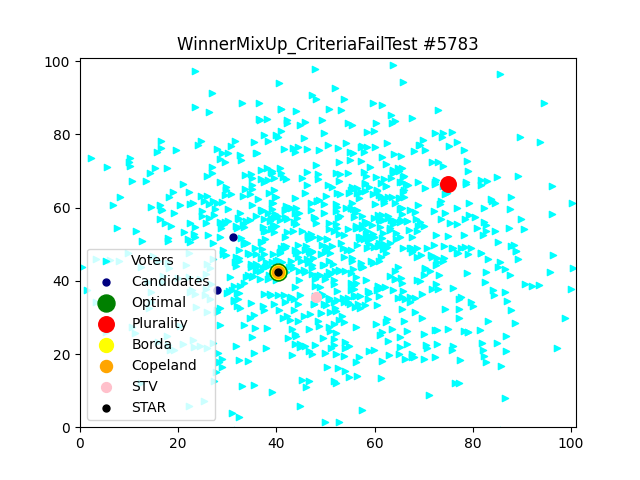 WinnerMixUp_CriteriaFailTest #5783
100
80
60
40
20
0
Voters
Candidates
Optimal
Plurality
Borda
Copeland
STV
STAR
0 20 40 60 80 100